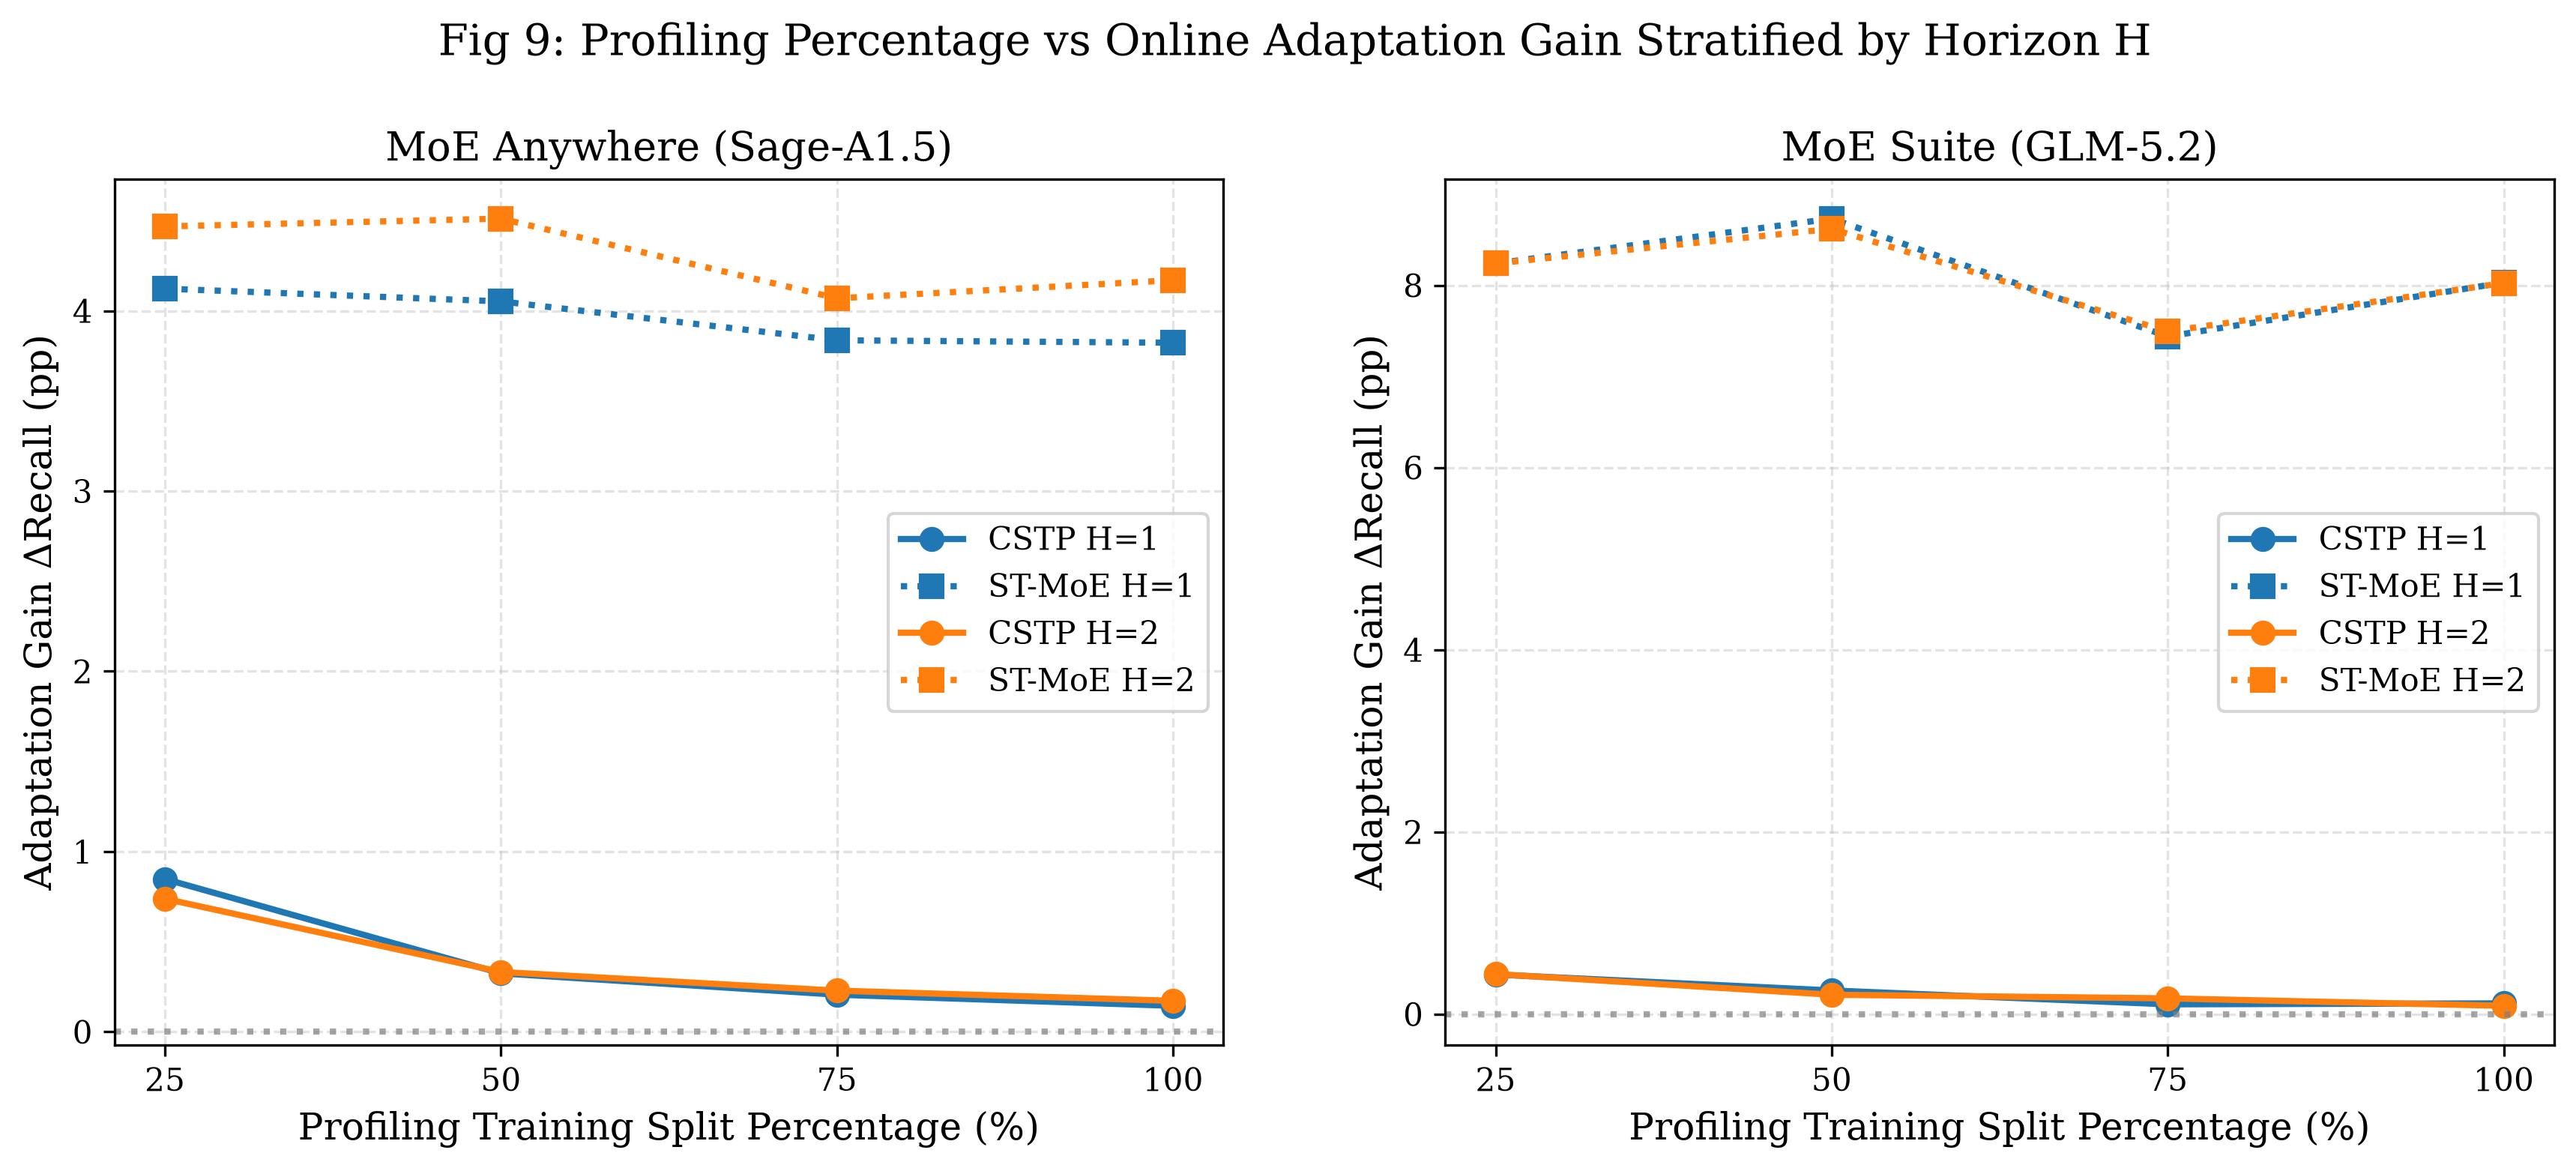 Fig 9: Profiling Percentage vs Online Adaptation Gain Stratified by Horizon H
MoE Anywhere (Sage-A1.5)
Adaptation Gain ΔRecall (pp)
4
3
2
1
0
CSTP H=1
ST-MoE H=1
CSTP H=2
ST-MoE H=2
25 50 75 100
Profiling Training Split Percentage (%)
MoE Suite (GLM-5.2)
Adaptation Gain ΔRecall (pp)
8
6
4
2
0
CSTP H=1
ST-MoE H=1
CSTP H=2
ST-MoE H=2
25 50 75 100
Profiling Training Split Percentage (%)